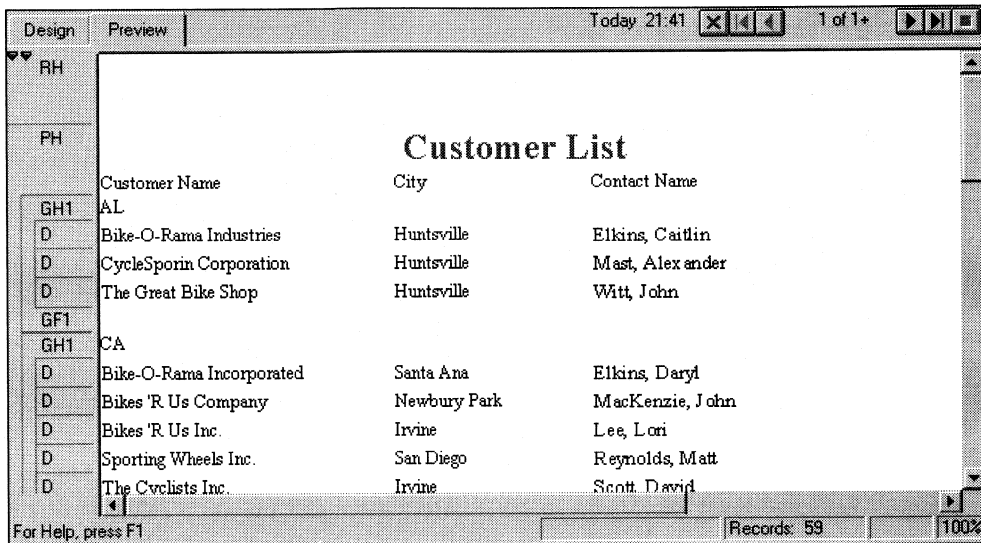 Design Preview Today 21:41 1 of 1+
RH
PH Customer List
Customer Name City Contact Name
GH1 AL
D Bike-O-Rama Industries Huntsville Elkins, Caitlin
D CycleSporin Corporation Huntsville Mast, Alexander
D The Great Bike Shop Huntsville Witt, John
GF1
GH1 CA
D Bike-O-Rama Incorporated Santa Ana Elkins, Daryl
D Bikes 'R Us Company Newbury Park MacKenzie, John
D Bikes 'R Us Inc. Irvine Lee, Lori
D Sporting Wheels Inc. San Diego Reynolds, Matt
D The Cyclists Inc. Irvine Scott, David
For Help, press F1 Records: 59 100%